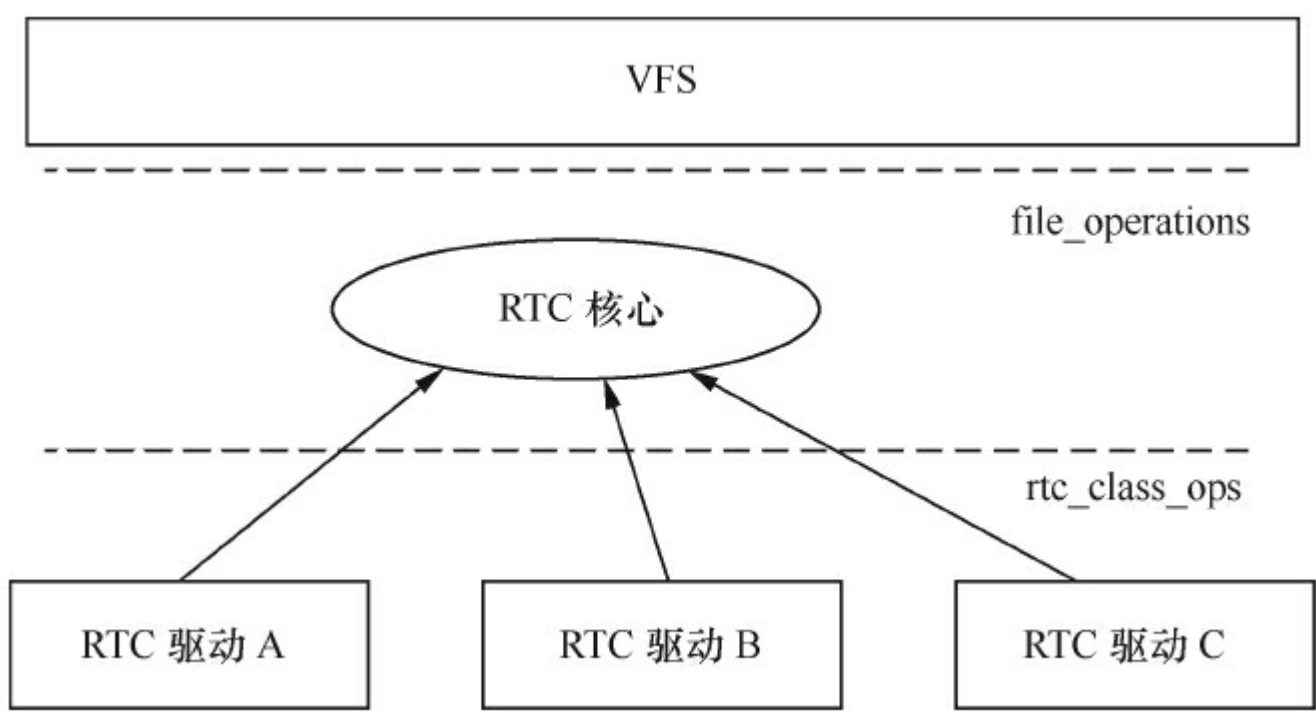 VFS
file_operations
RTC 核心
rtc_class_ops
RTC 驱动 A
RTC 驱动 B
RTC 驱动 C